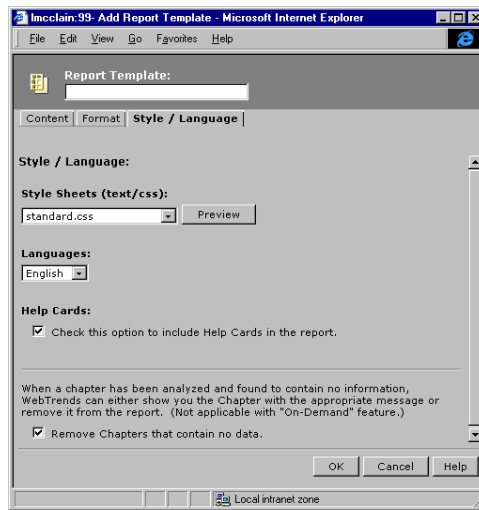 lmcclain:99- Add Report Template - Microsoft Internet Explorer
File Edit View Go Favorites Help
Report Template:
Content Format Style / Language
Style / Language:
Style Sheets (text/css):
standard.css Preview
Languages:
English
Help Cards:
Check this option to include Help Cards in the report.
When a chapter has been analyzed and found to contain no information,
WebTrends can either show you the Chapter with the appropriate message or
remove it from the report. (Not applicable with "On-Demand" feature.)
Remove Chapters that contain no data.
OK Cancel Help
Local intranet zone